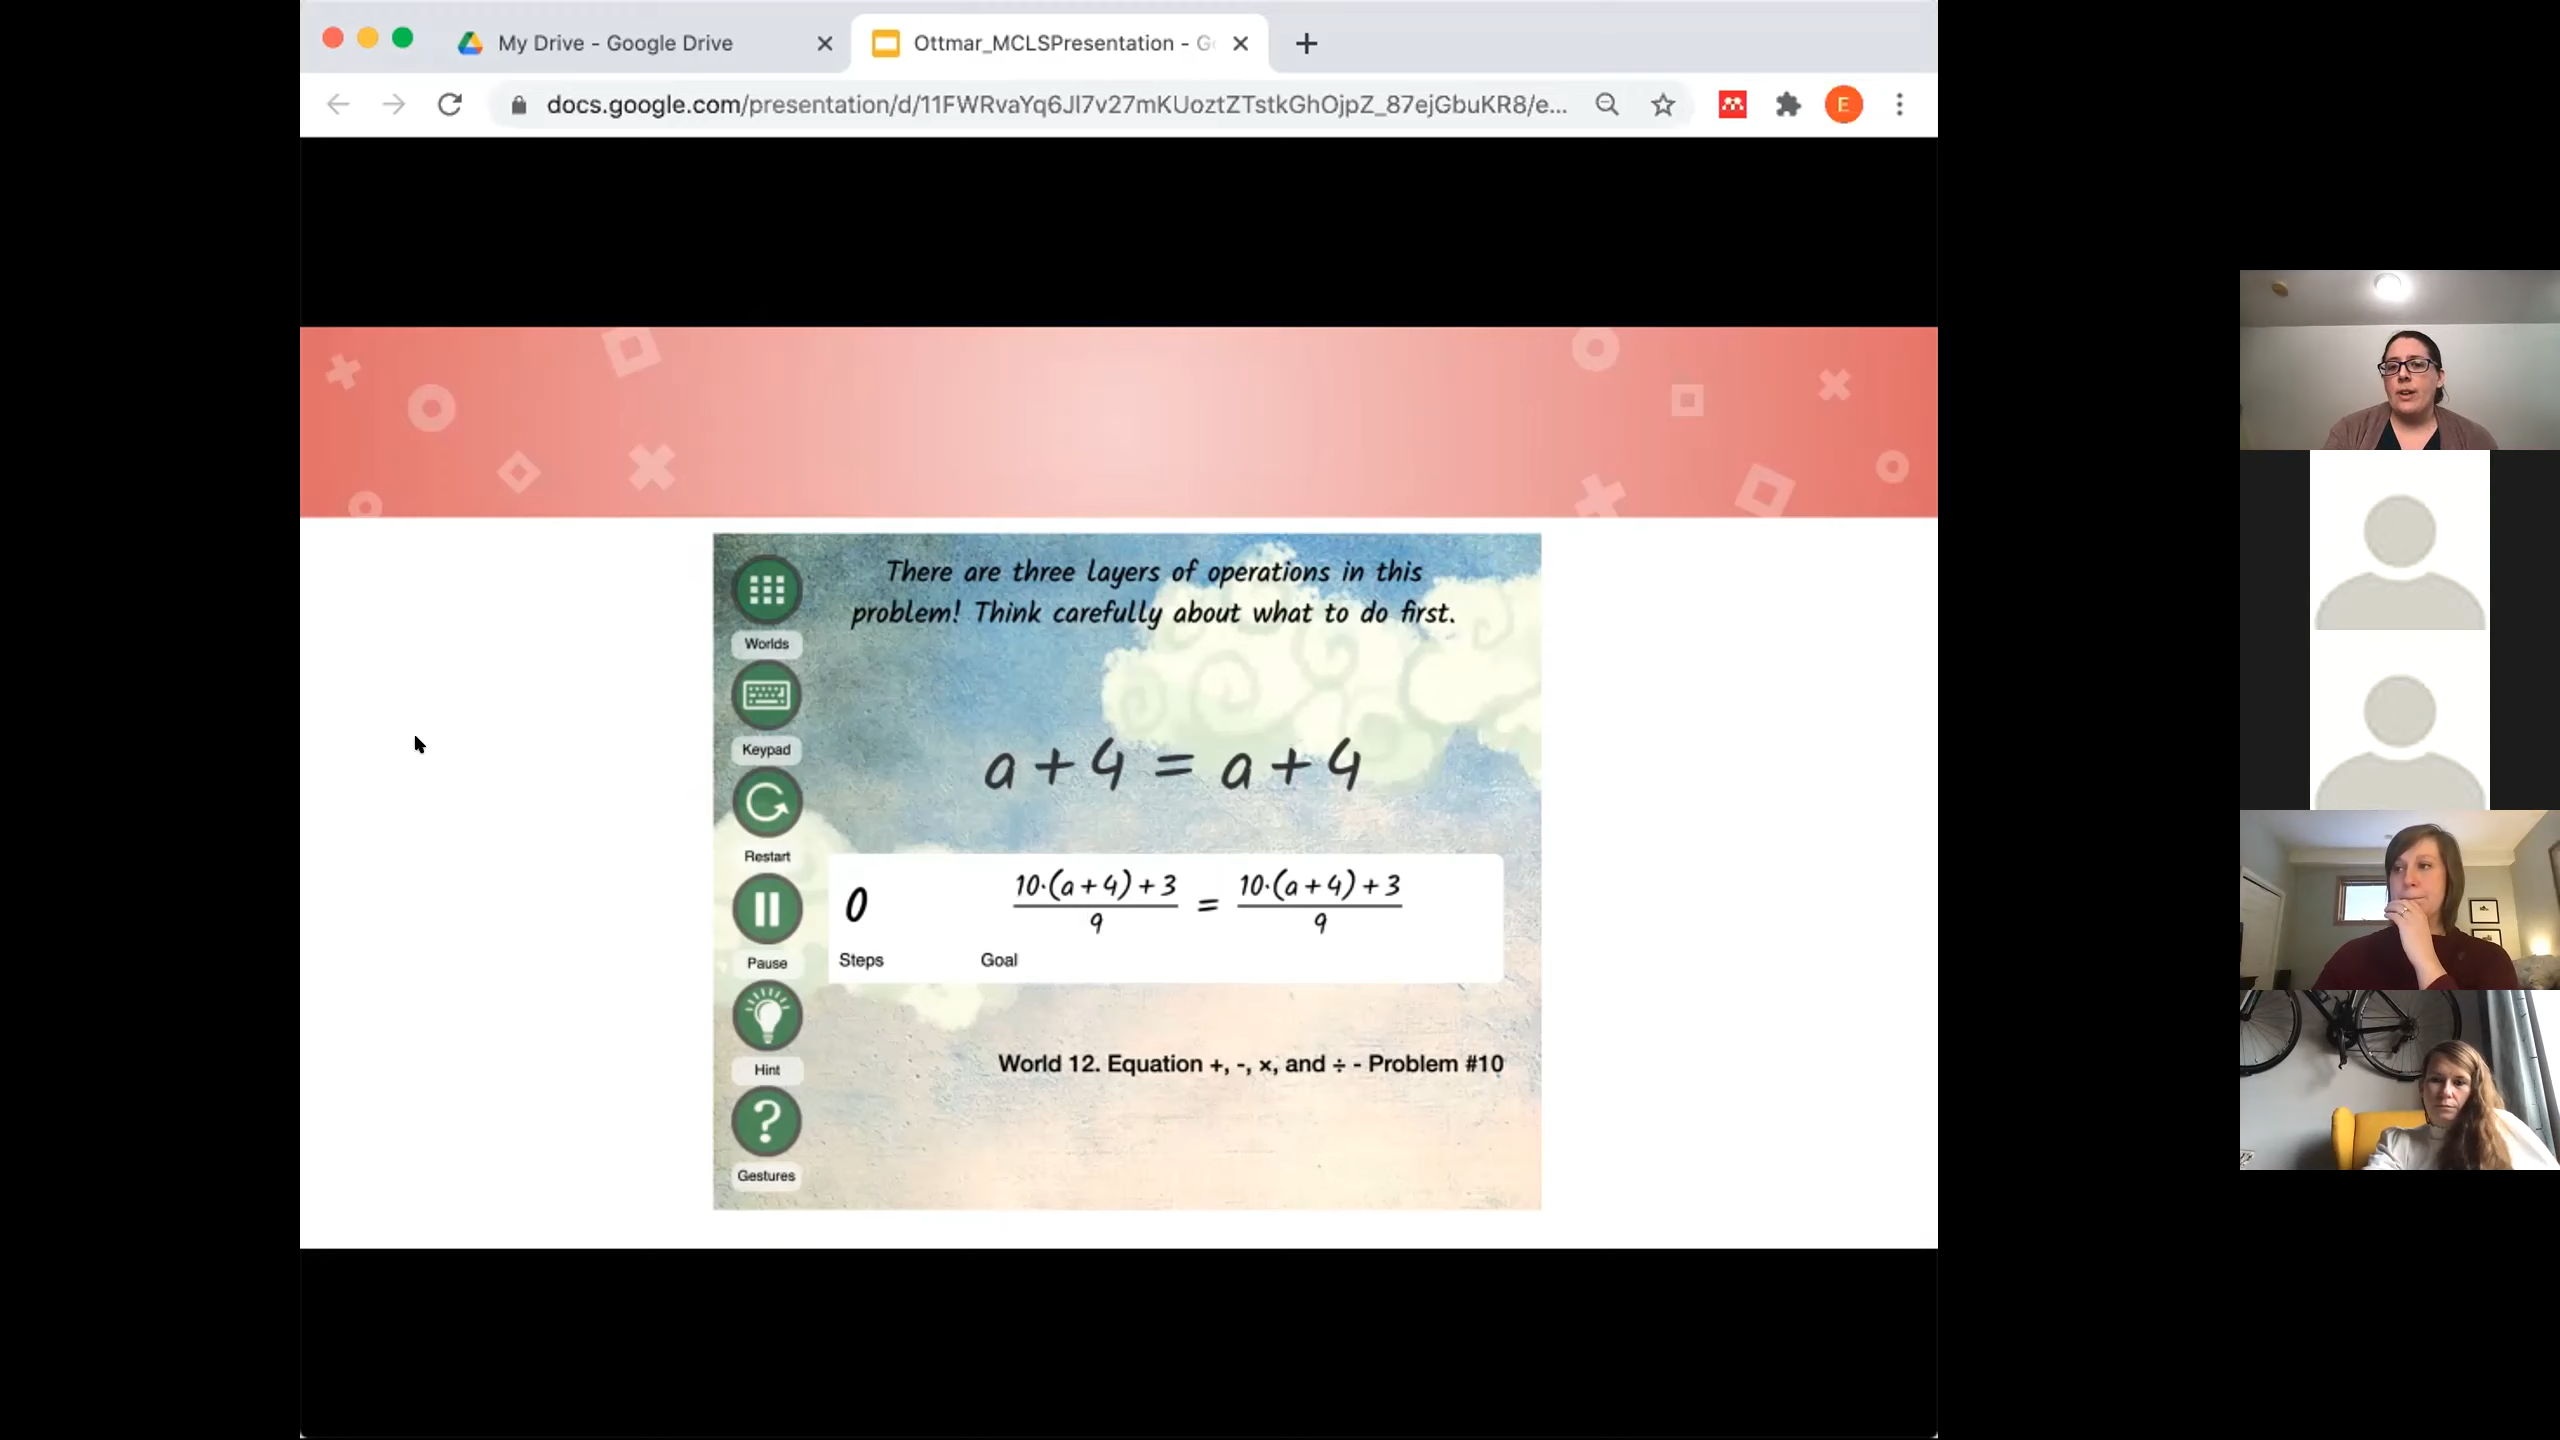 My Drive - Google Drive
Ottmar_MCLSPresentation - G
docs.google.com/presentation/d/11FWRvaYq6Jl7v27mKUoztZTstkGhOjpZ_87ejGbuKR8/e...
E
There are three layers of operations in this
problem! Think carefully about what to do first.
Worlds
Keypad
a + 4 = a + 4
Restart
0
10·(a+4)+3 / 9 = 10·(a+4)+3 / 9
Steps
Goal
Pause
Hint
World 12. Equation +, -, ×, and ÷ - Problem #10
Gestures